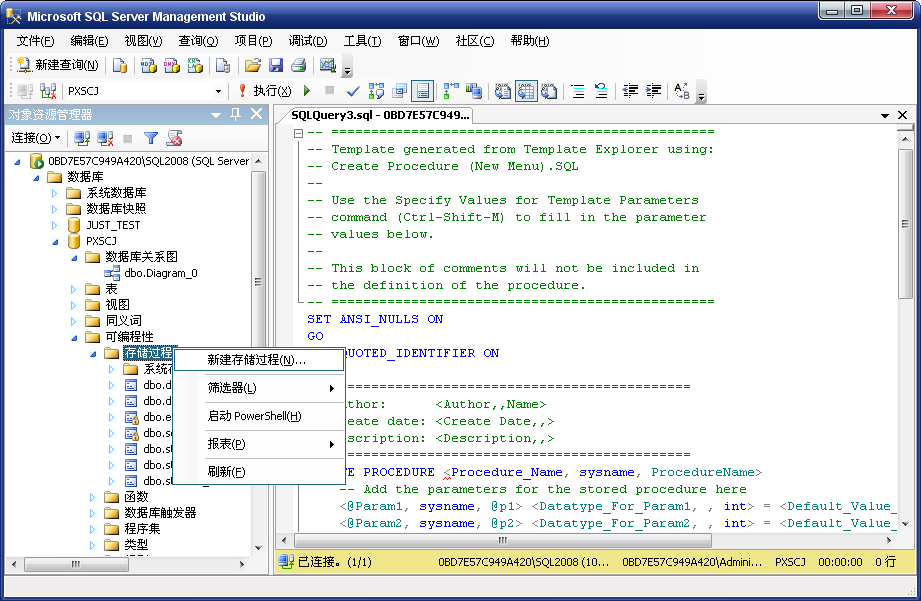 Microsoft SQL Server Management Studio
文件(F) 编辑(E) 视图(V) 查询(Q) 项目(P) 调试(D) 工具(T) 窗口(W) 社区(C) 帮助(H)
新建查询(N)
PXSCJ 执行(X)
对象资源管理器
连接(O)
0BD7E57C949A420\SQL2008 (SQL Server
数据库
系统数据库
数据库快照
JUST_TEST
PXSCJ
数据库关系图
dbo.Diagram_0
表
视图
同义词
可编程性
存储过程
系统
dbo.d
dbo.d
dbo.e
dbo.se
dbo.st
dbo.st
dbo.st
函数
数据库触发器
程序集
类型
新建存储过程(N)...
筛选器(L)
启动 PowerShell(H)
报表(P)
刷新(F)
SQLQuery3.sql - 0BD7E57C949...
-- ================================================
-- Template generated from Template Explorer using:
-- Create Procedure (New Menu).SQL
--
-- Use the Specify Values for Template Parameters
-- command (Ctrl-Shift-M) to fill in the parameter
-- values below.
--
-- This block of comments will not be included in
-- the definition of the procedure.
-- ================================================
SET ANSI_NULLS ON
GO
QUOTED_IDENTIFIER ON
=============================================
thor: <Author,,Name>
eate date: <Create Date,,>
scription: <Description,,>
=============================================
TE PROCEDURE <Procedure_Name, sysname, ProcedureName>
-- Add the parameters for the stored procedure here
<@Param1, sysname, @p1> <Datatype_For_Param1, , int> = <Default_Value_
<@Param2, sysname, @p2> <Datatype_For_Param2, , int> = <Default_Value_
已连接。(1/1) 0BD7E57C949A420\SQL2008 (10... 0BD7E57C949A420\Admini... PXSCJ 00:00:00 0 行